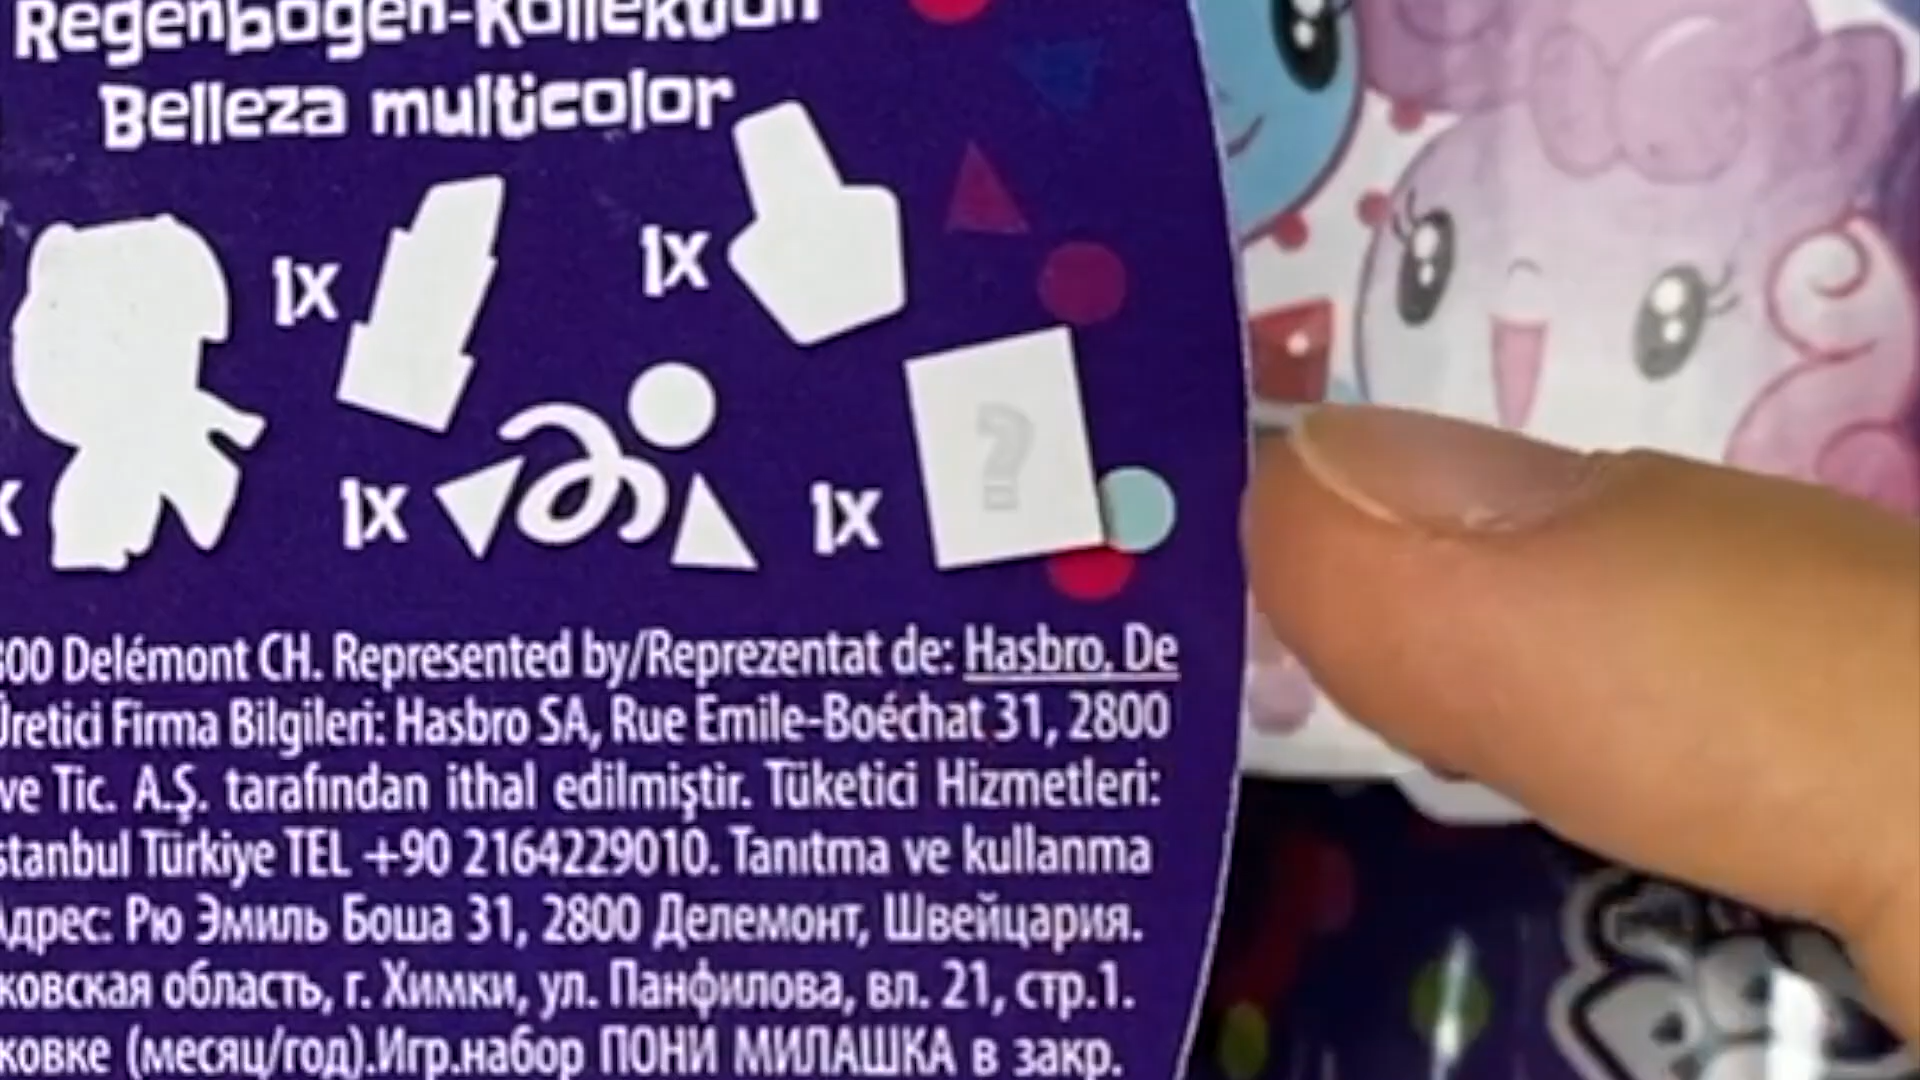 Regenbogen-Kollektion
Belleza multicolor
1x
1x
1x
?
1x
Delémont CH. Represented by/Reprezentat de: Hasbro, De
Üretici Firma Bilgileri: Hasbro SA, Rue Emile-Boéchat 31, 2800
ve Tic. A.Ş. tarafından ithal edilmiştir. Tüketici Hizmetleri:
stanbul Türkiye TEL +90 2164229010. Tanıtma ve kullanma
Адрес: Рю Эмиль Боша 31, 2800 Делемонт, Швейцария.
ковская область, г. Химки, ул. Панфилова, вл. 21, стр.1.
ковке (месяц/год).Игр.набор ПОНИ МИЛАШКА в закр.